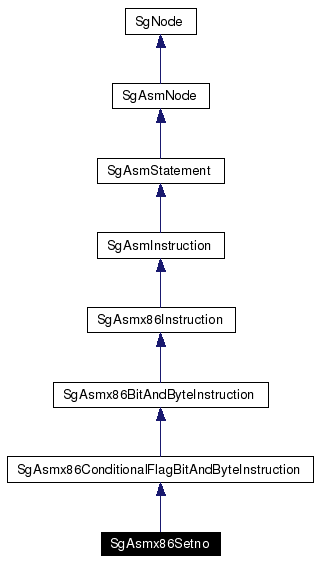 SgNode
SgAsmNode
SgAsmStatement
SgAsmInstruction
SgAsmx86Instruction
SgAsmx86BitAndByteInstruction
SgAsmx86ConditionalFlagBitAndByteInstruction
SgAsmx86Setno